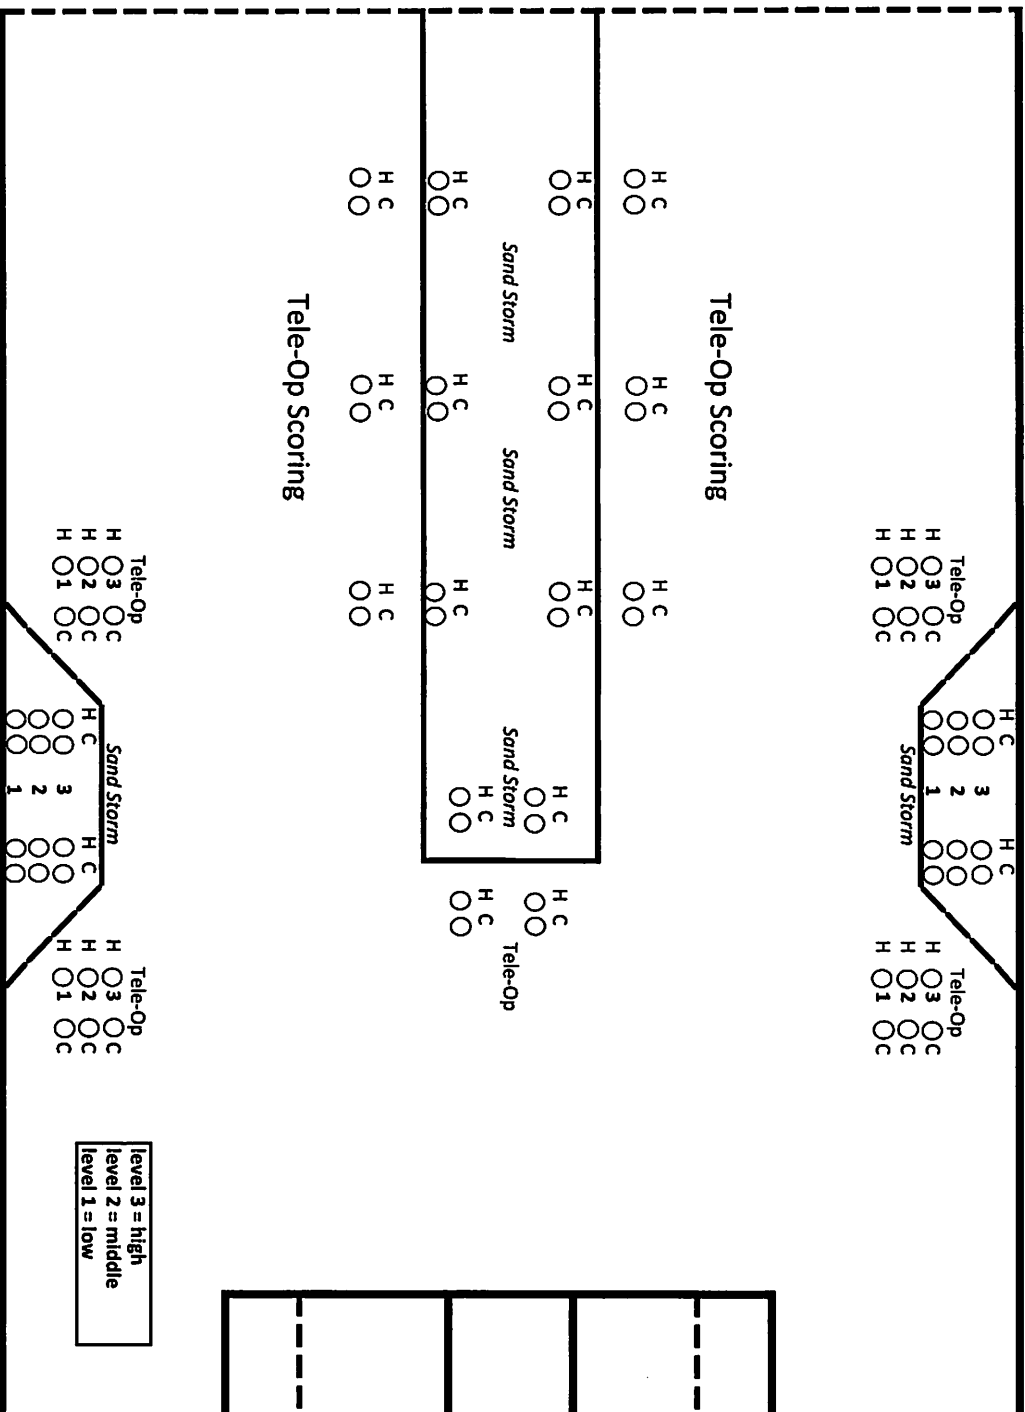 H C H C
3
Tele-Op 2 Tele-Op
H 3 C 1 H 3 C
H 2 C Sand Storm H 2 C
H 1 C H 1 C
Tele-Op Scoring
H C H C H C
H C H C H C
H C H C
Sand Storm Sand Storm Sand Storm Tele-Op
H C H C
H C H C H C
H C H C H C
Tele-Op Scoring
Tele-Op Tele-Op
H 3 C Sand Storm H 3 C
H 2 C H C H C H 2 C
H 1 C 3 H 1 C
2
1
level 3 = high
level 2 = middle
level 1 = low